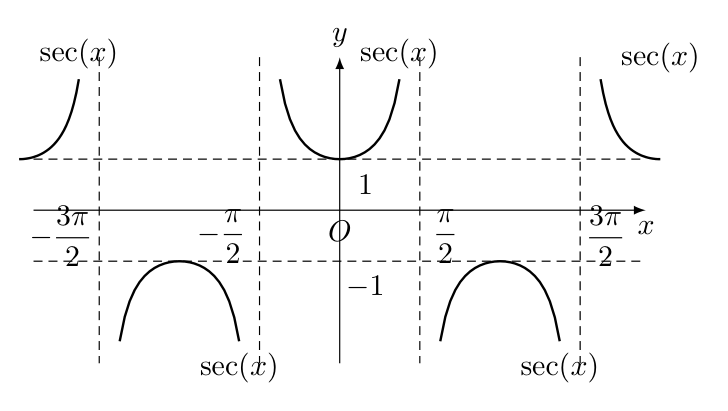 y
sec(x)
sec(x)
sec(x)
1
−3π/2
−π/2
O
π/2
3π/2
x
−1
sec(x)
sec(x)